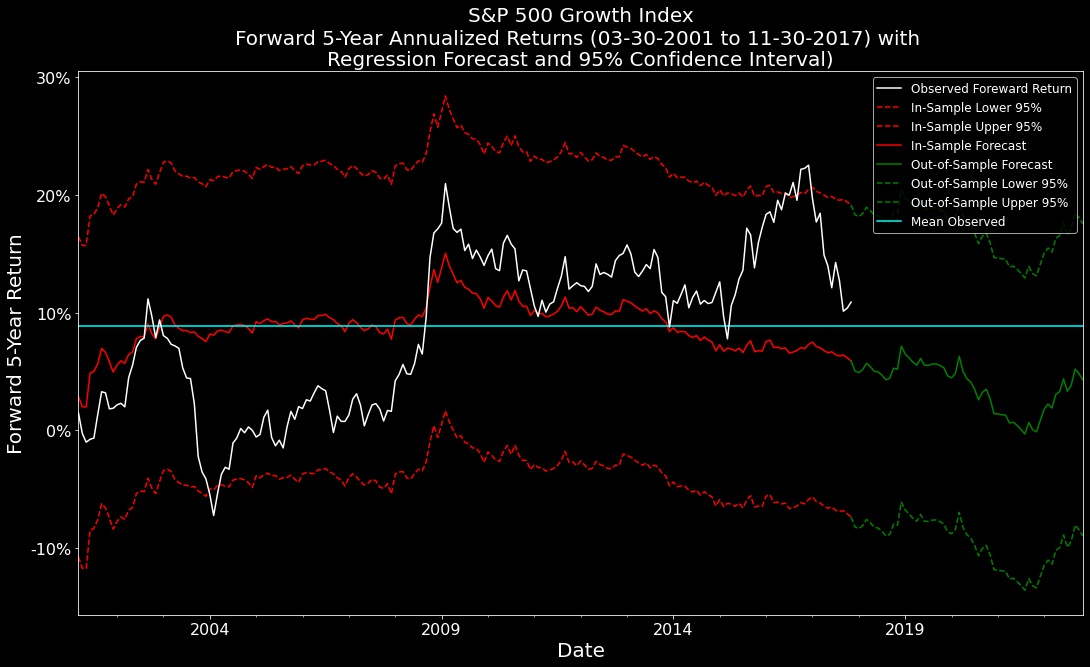 S&P 500 Growth Index
Forward 5-Year Annualized Returns (03-30-2001 to 11-30-2017) with
Regression Forecast and 95% Confidence Interval)
30%
20%
10%
0%
-10%
Forward 5-Year Return
Observed Foreward Return
In-Sample Lower 95%
In-Sample Upper 95%
In-Sample Forecast
Out-of-Sample Forecast
Out-of-Sample Lower 95%
Out-of-Sample Upper 95%
Mean Observed
2004
2009
2014
2019
Date